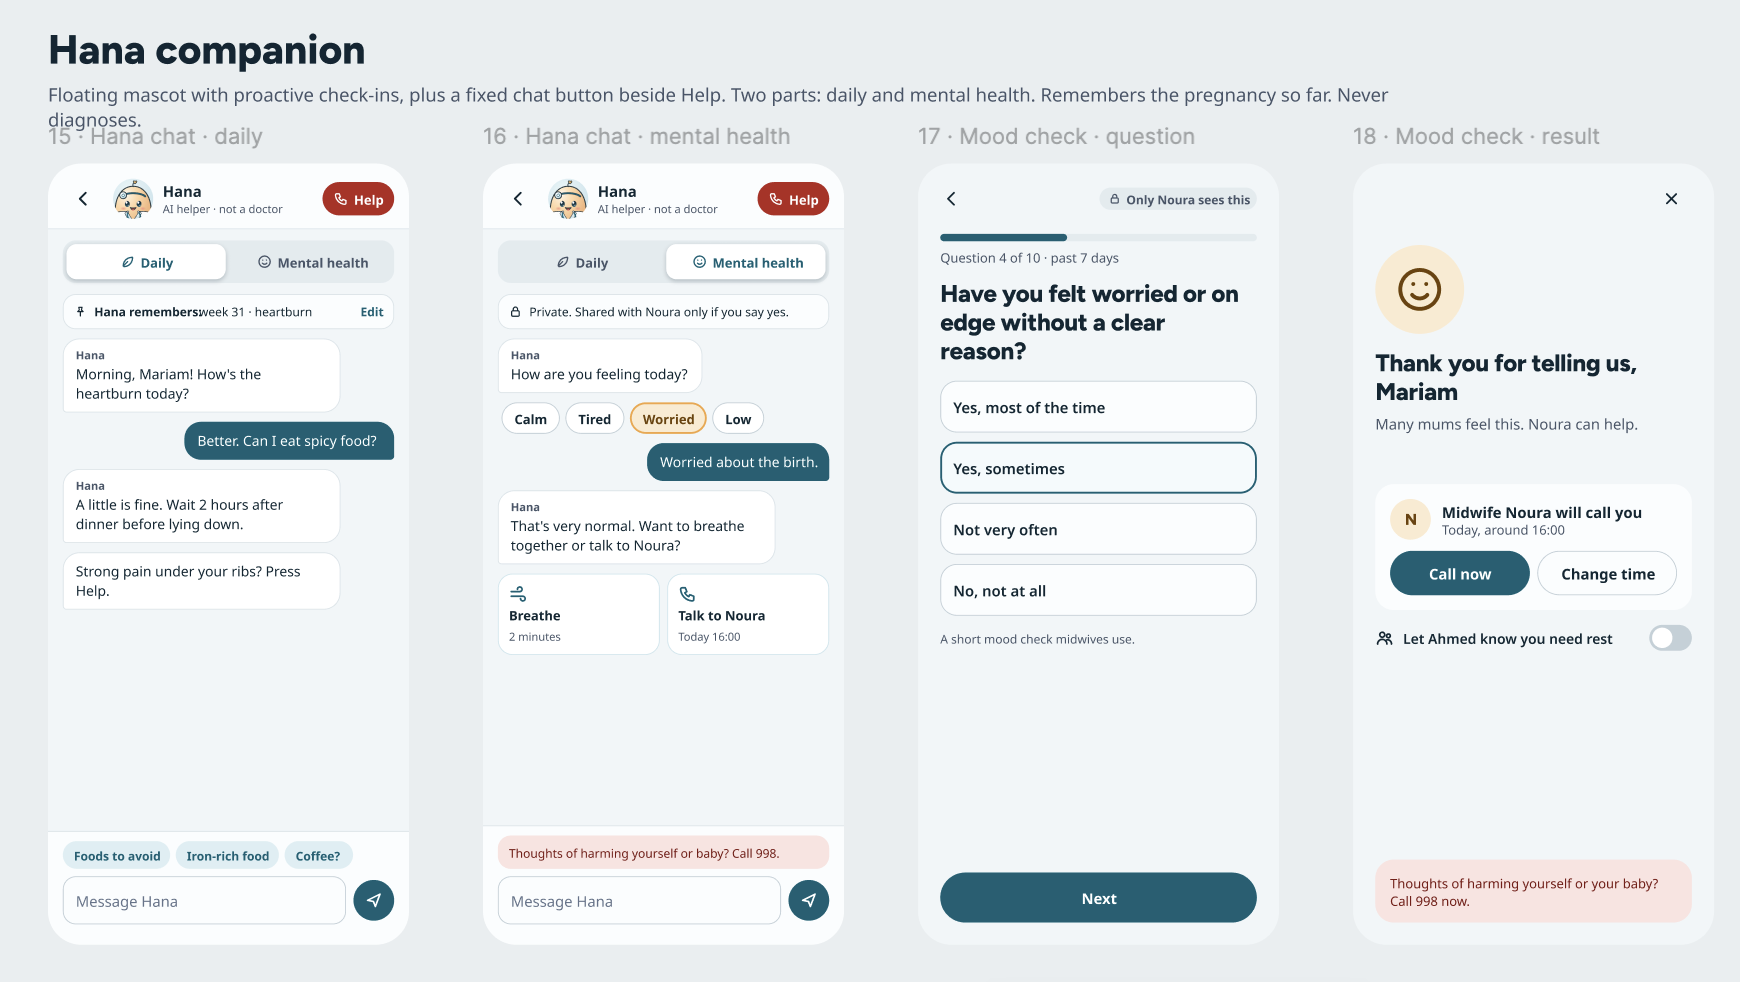 Hana companion
Floating mascot with proactive check-ins, plus a fixed chat button beside Help. Two parts: daily and mental health. Remembers the pregnancy so far. Never
diagnoses.
15 · Hana chat · daily
Hana
AI helper · not a doctor
Help
Daily
Mental health
Hana remembers:week 31 · heartburn
Edit
Hana
Morning, Mariam! How's the
heartburn today?
Better. Can I eat spicy food?
Hana
A little is fine. Wait 2 hours after
dinner before lying down.
Strong pain under your ribs? Press
Help.
Foods to avoid
Iron-rich food
Coffee?
Message Hana
16 · Hana chat · mental health
Hana
AI helper · not a doctor
Help
Daily
Mental health
Private. Shared with Noura only if you say yes.
Hana
How are you feeling today?
Calm
Tired
Worried
Low
Worried about the birth.
Hana
That's very normal. Want to breathe
together or talk to Noura?
Breathe
2 minutes
Talk to Noura
Today 16:00
Thoughts of harming yourself or baby? Call 998.
Message Hana
17 · Mood check · question
Only Noura sees this
Question 4 of 10 · past 7 days
Have you felt worried or on
edge without a clear
reason?
Yes, most of the time
Yes, sometimes
Not very often
No, not at all
A short mood check midwives use.
Next
18 · Mood check · result
Thank you for telling us,
Mariam
Many mums feel this. Noura can help.
N
Midwife Noura will call you
Today, around 16:00
Call now
Change time
Let Ahmed know you need rest
Thoughts of harming yourself or your baby?
Call 998 now.